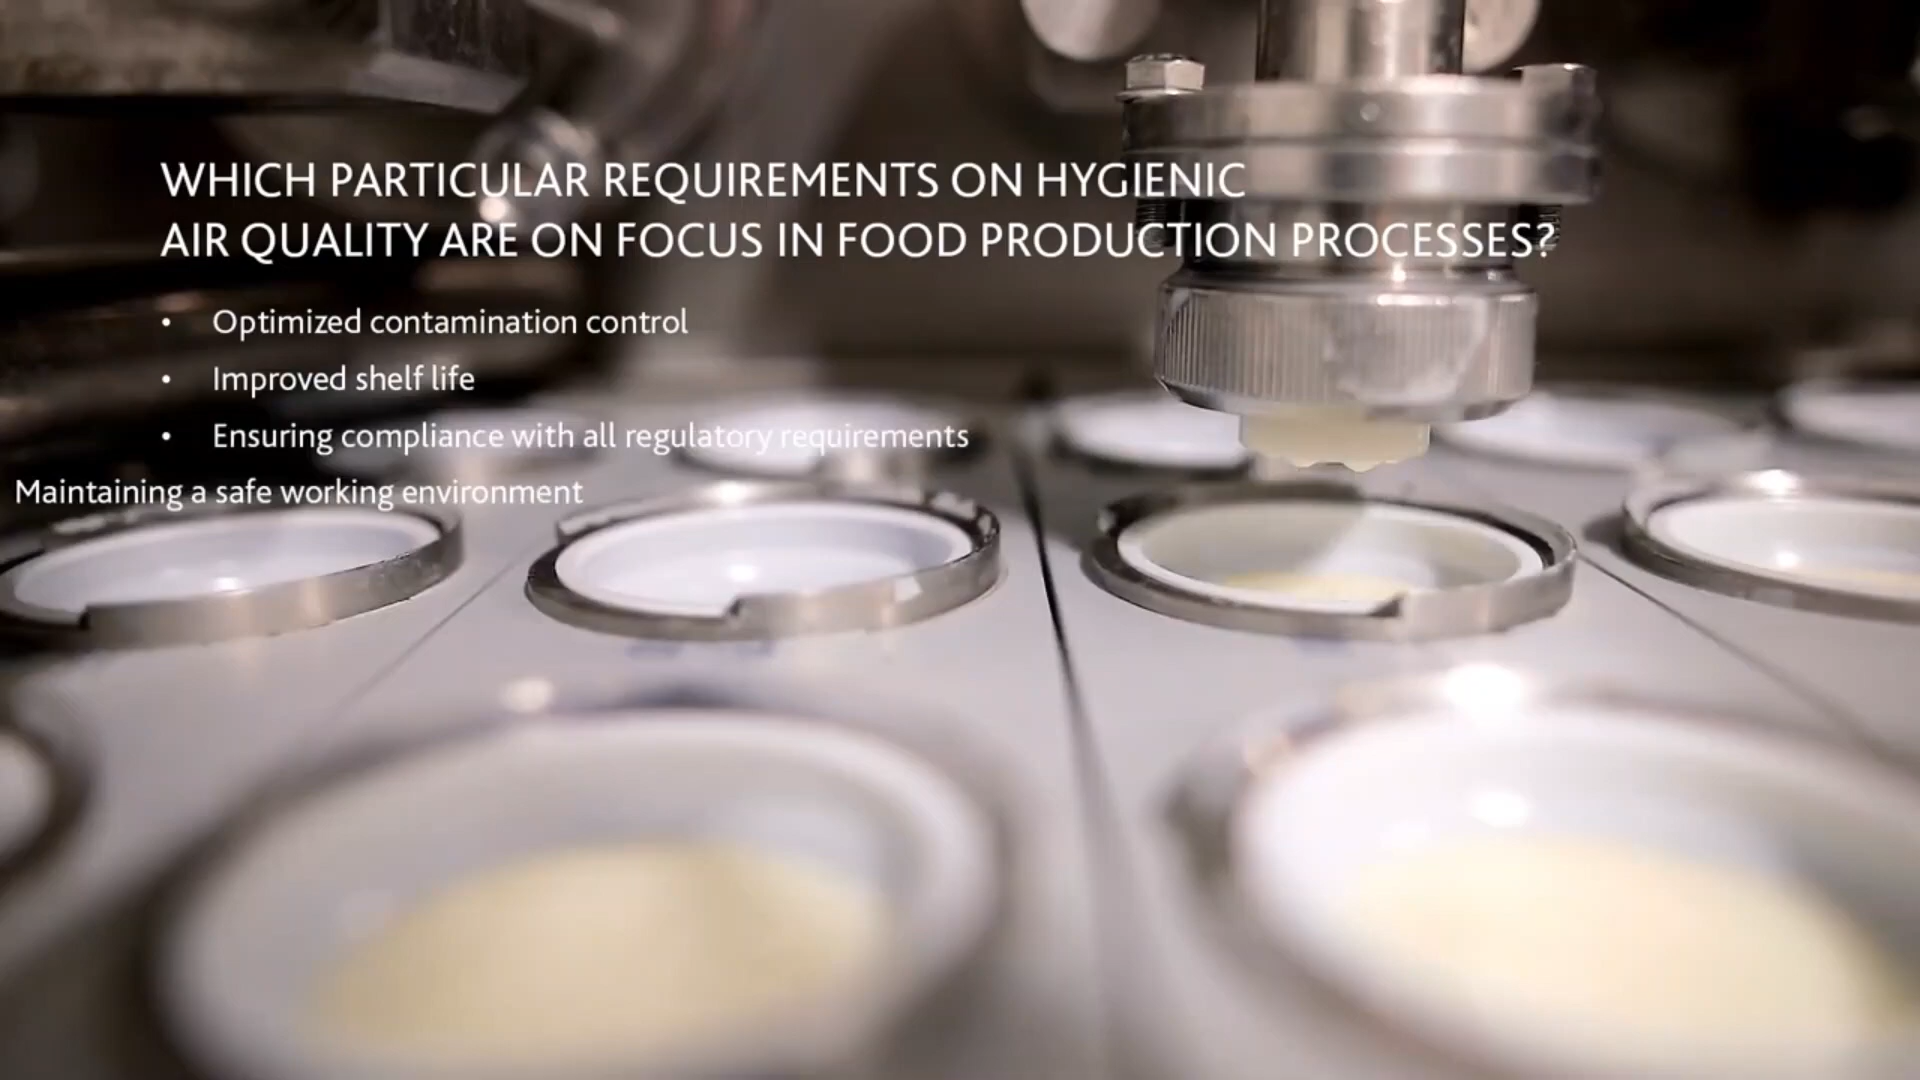 WHICH PARTICULAR REQUIREMENTS ON HYGIENIC
AIR QUALITY ARE ON FOCUS IN FOOD PRODUCTION PROCESSES?
• Optimized contamination control
• Improved shelf life
• Ensuring compliance with all regulatory requirements
Maintaining a safe working environment